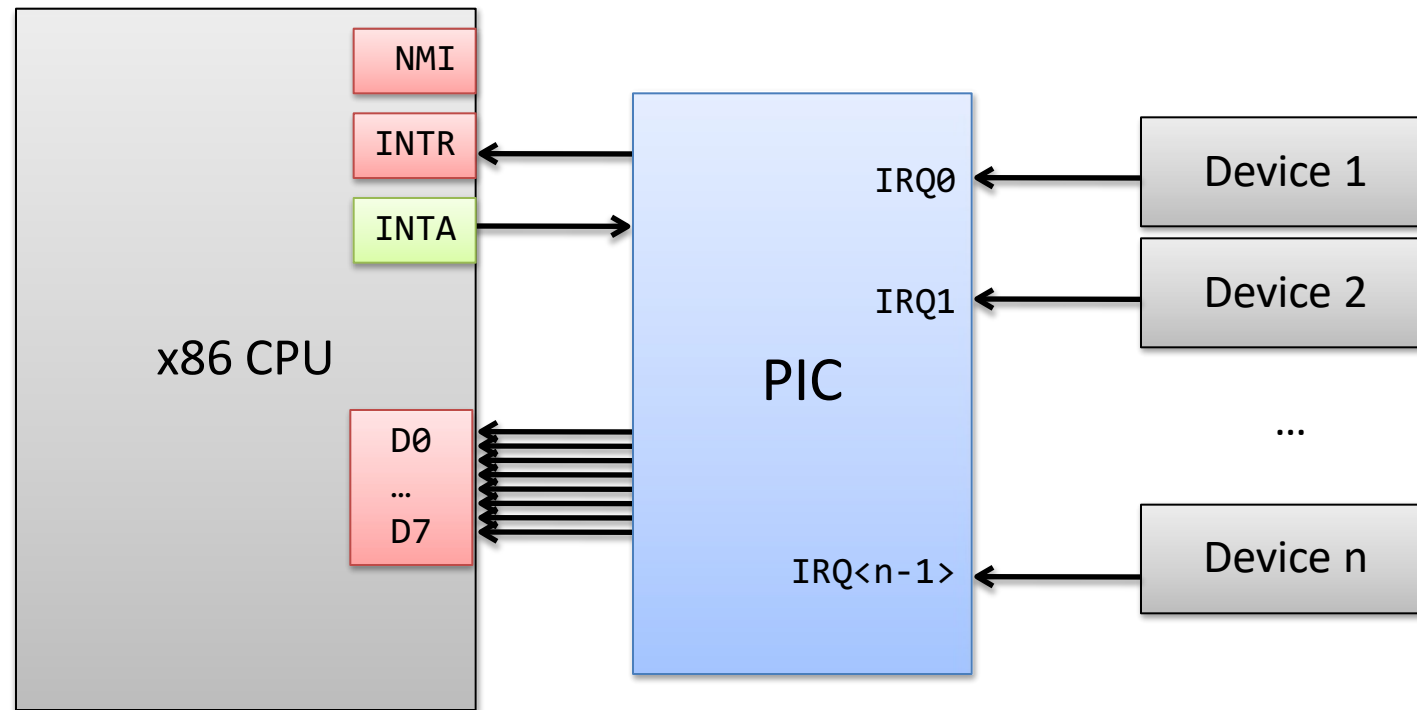 NMI
INTR
INTA
x86 CPU
D0
…
D7
PIC
IRQ0
IRQ1
IRQ<n-1>
Device 1
Device 2
…
Device n